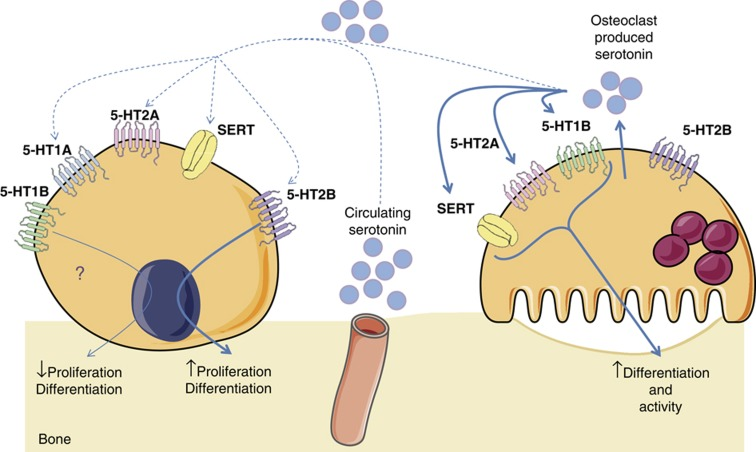 Osteoclast
produced
serotonin
5-HT2A
SERT
5-HT1A
5-HT1B
5-HT2B
5-HT1B
5-HT2B
5-HT2A
SERT
Circulating
serotonin
?
↓Proliferation
Differentiation
↑Proliferation
Differentiation
↑Differentiation
and
activity
Bone